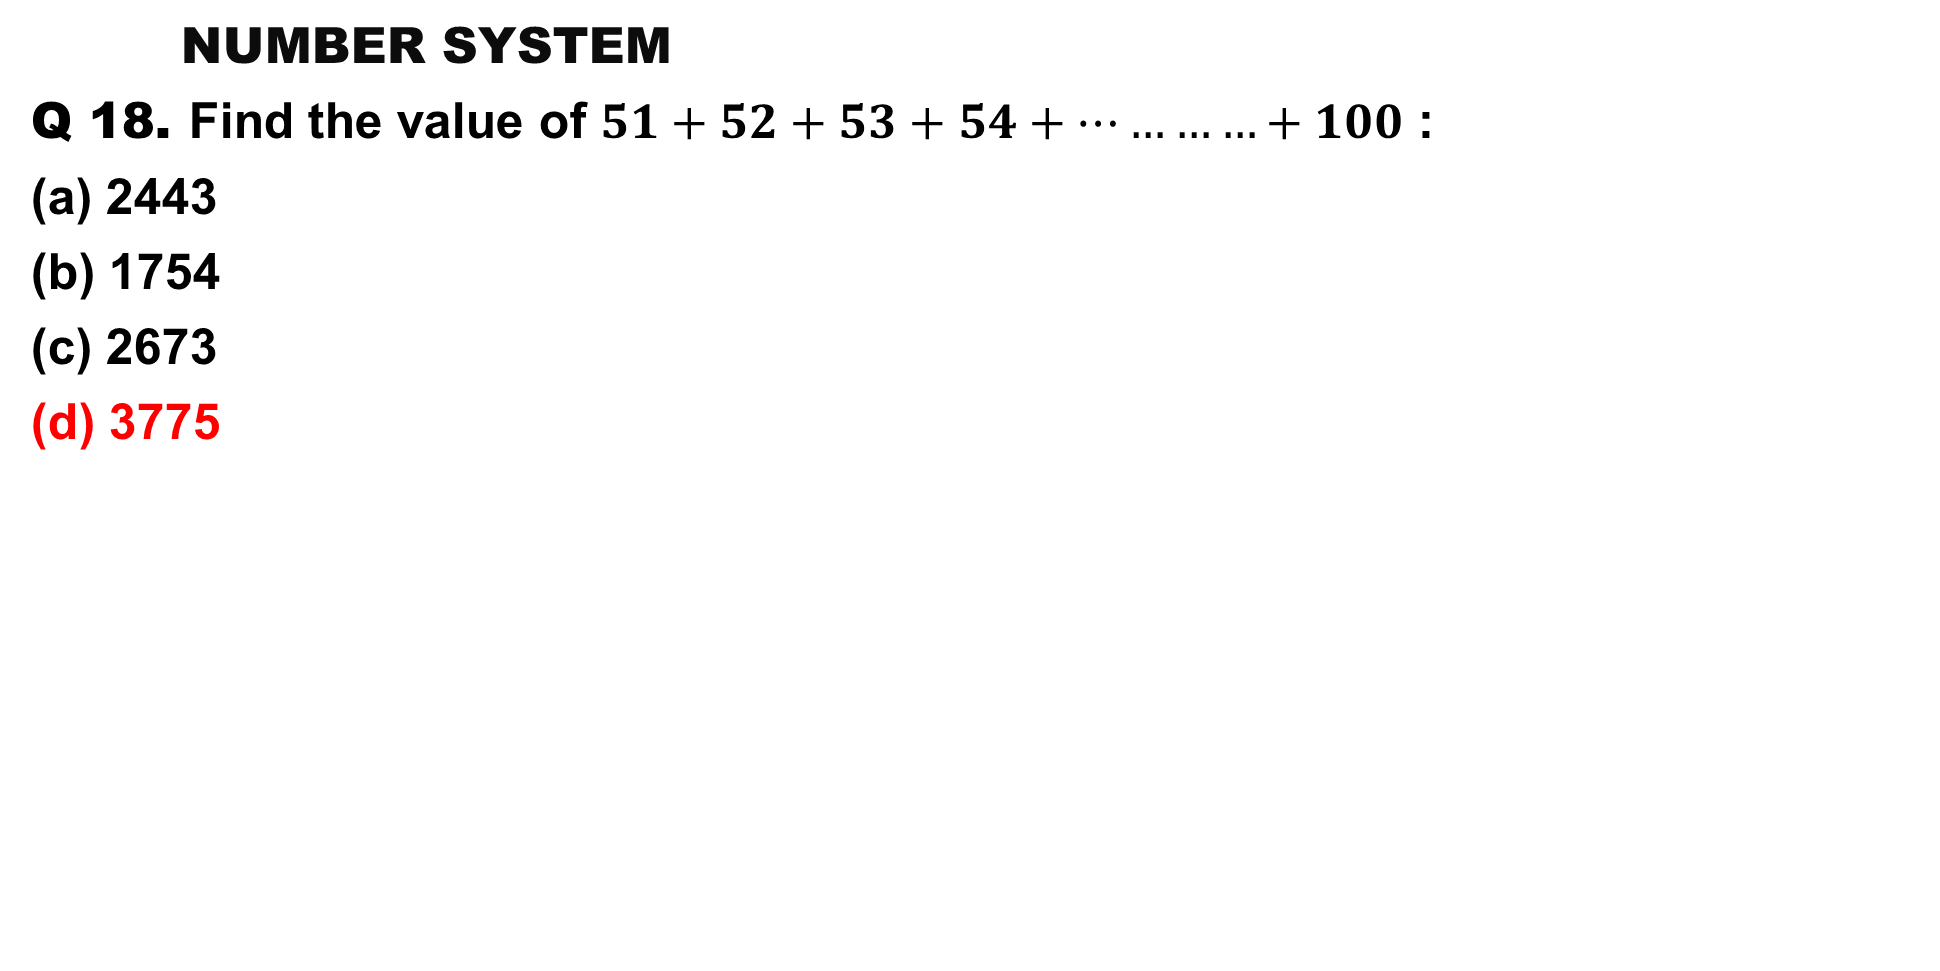 NUMBER SYSTEM
Q 18. Find the value of 51 + 52 + 53 + 54 + ⋯ … … … + 100 :
(a) 2443
(b) 1754
(c) 2673
(d) 3775